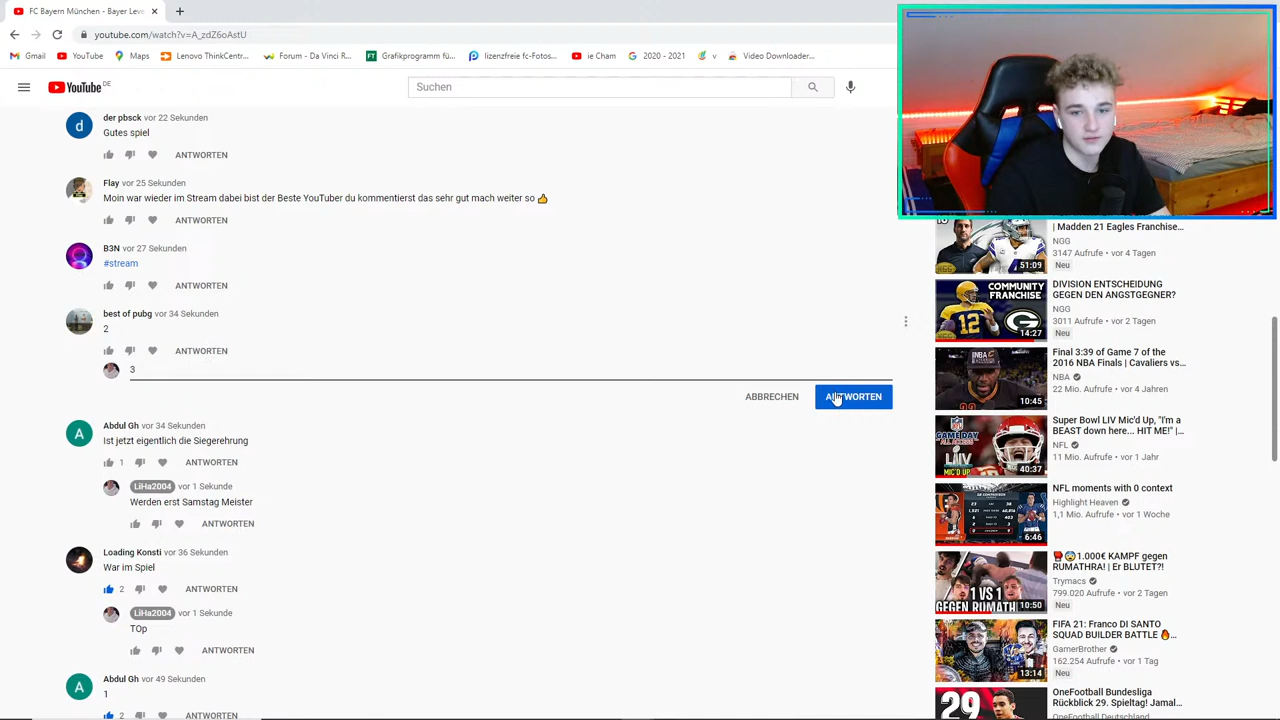 FC Bayern München - Bayer Leve
youtube.com/watch?v=A_zdZ6oAstU
Gmail
YouTube
Maps
Lenovo ThinkCentr...
Forum - Da Vinci R...
Grafikprogramm für...
lizenzfreie fc-Fotos...
ie Cham
2020 - 2021
v
Video Downloader...
YouTube DE
Suchen
der pbsck vor 22 Sekunden
Gutes spiel
ANTWORTEN
Flay vor 25 Sekunden
Moin war wieder im Stream dabei bist der Beste YouTuber du kommentierst das sehr gut mach weiter so 👍
ANTWORTEN
B3N vor 27 Sekunden
#stream
ANTWORTEN
best of pubg vor 34 Sekunden
2
ANTWORTEN
3
ABBRECHEN
ANTWORTEN
Abdul Gh vor 34 Sekunden
Ist jetzt eigentlich die Siegerehrung
1 ANTWORTEN
LiHa2004 vor 1 Sekunde
Werden erst Samstag Meister
ANTWORTEN
Loading Konsti vor 36 Sekunden
War im Spiel
2 ANTWORTEN
LiHa2004 vor 1 Sekunde
TOp
ANTWORTEN
Abdul Gh vor 49 Sekunden
1
2 ANTWORTEN
| Madden 21 Eagles Franchise...
NGG
3147 Aufrufe • vor 4 Tagen
Neu
51:09
COMMUNITY
FRANCHISE
14:27
DIVISION ENTSCHEIDUNG
GEGEN DEN ANGSTGEGNER?
NGG
3011 Aufrufe • vor 2 Tagen
Neu
10:45
Final 3:39 of Game 7 of the
2016 NBA Finals | Cavaliers vs...
NBA
22 Mio. Aufrufe • vor 4 Jahren
GAME DAY
ALL ACCESS
LIV
MIC'D UP
40:37
Super Bowl LIV Mic'd Up, "I'm a
BEAST down here... HIT ME!" |...
NFL
11 Mio. Aufrufe • vor 1 Jahr
6:46
NFL moments with 0 context
Highlight Heaven
1,1 Mio. Aufrufe • vor 1 Woche
1 VS 1
GEGEN RUMATH
10:50
🥊😨1.000€ KAMPF gegen
RUMATHRA! | Er BLUTET?!
Trymacs
799.020 Aufrufe • vor 2 Tagen
Neu
13:14
FIFA 21: Franco DI SANTO
SQUAD BUILDER BATTLE 🔥...
GamerBrother
162.254 Aufrufe • vor 1 Tag
Neu
29
OneFootball Bundesliga
Rückblick 29. Spieltag! Jamal...
OneFootball Deutschland